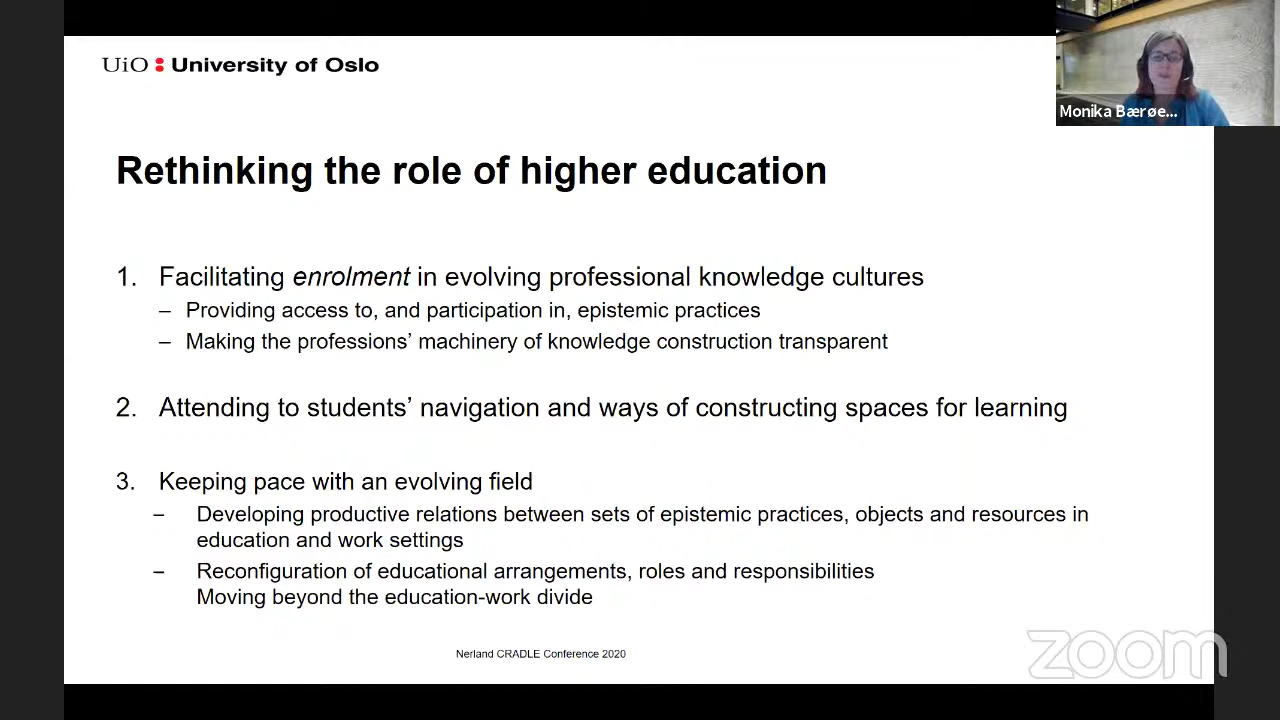 UiO : University of Oslo
Monika Bærøe...
Rethinking the role of higher education
1. Facilitating enrolment in evolving professional knowledge cultures
– Providing access to, and participation in, epistemic practices
– Making the professions’ machinery of knowledge construction transparent
2. Attending to students’ navigation and ways of constructing spaces for learning
3. Keeping pace with an evolving field
– Developing productive relations between sets of epistemic practices, objects and resources in
education and work settings
– Reconfiguration of educational arrangements, roles and responsibilities
Moving beyond the education-work divide
Nerland CRADLE Conference 2020
zoom